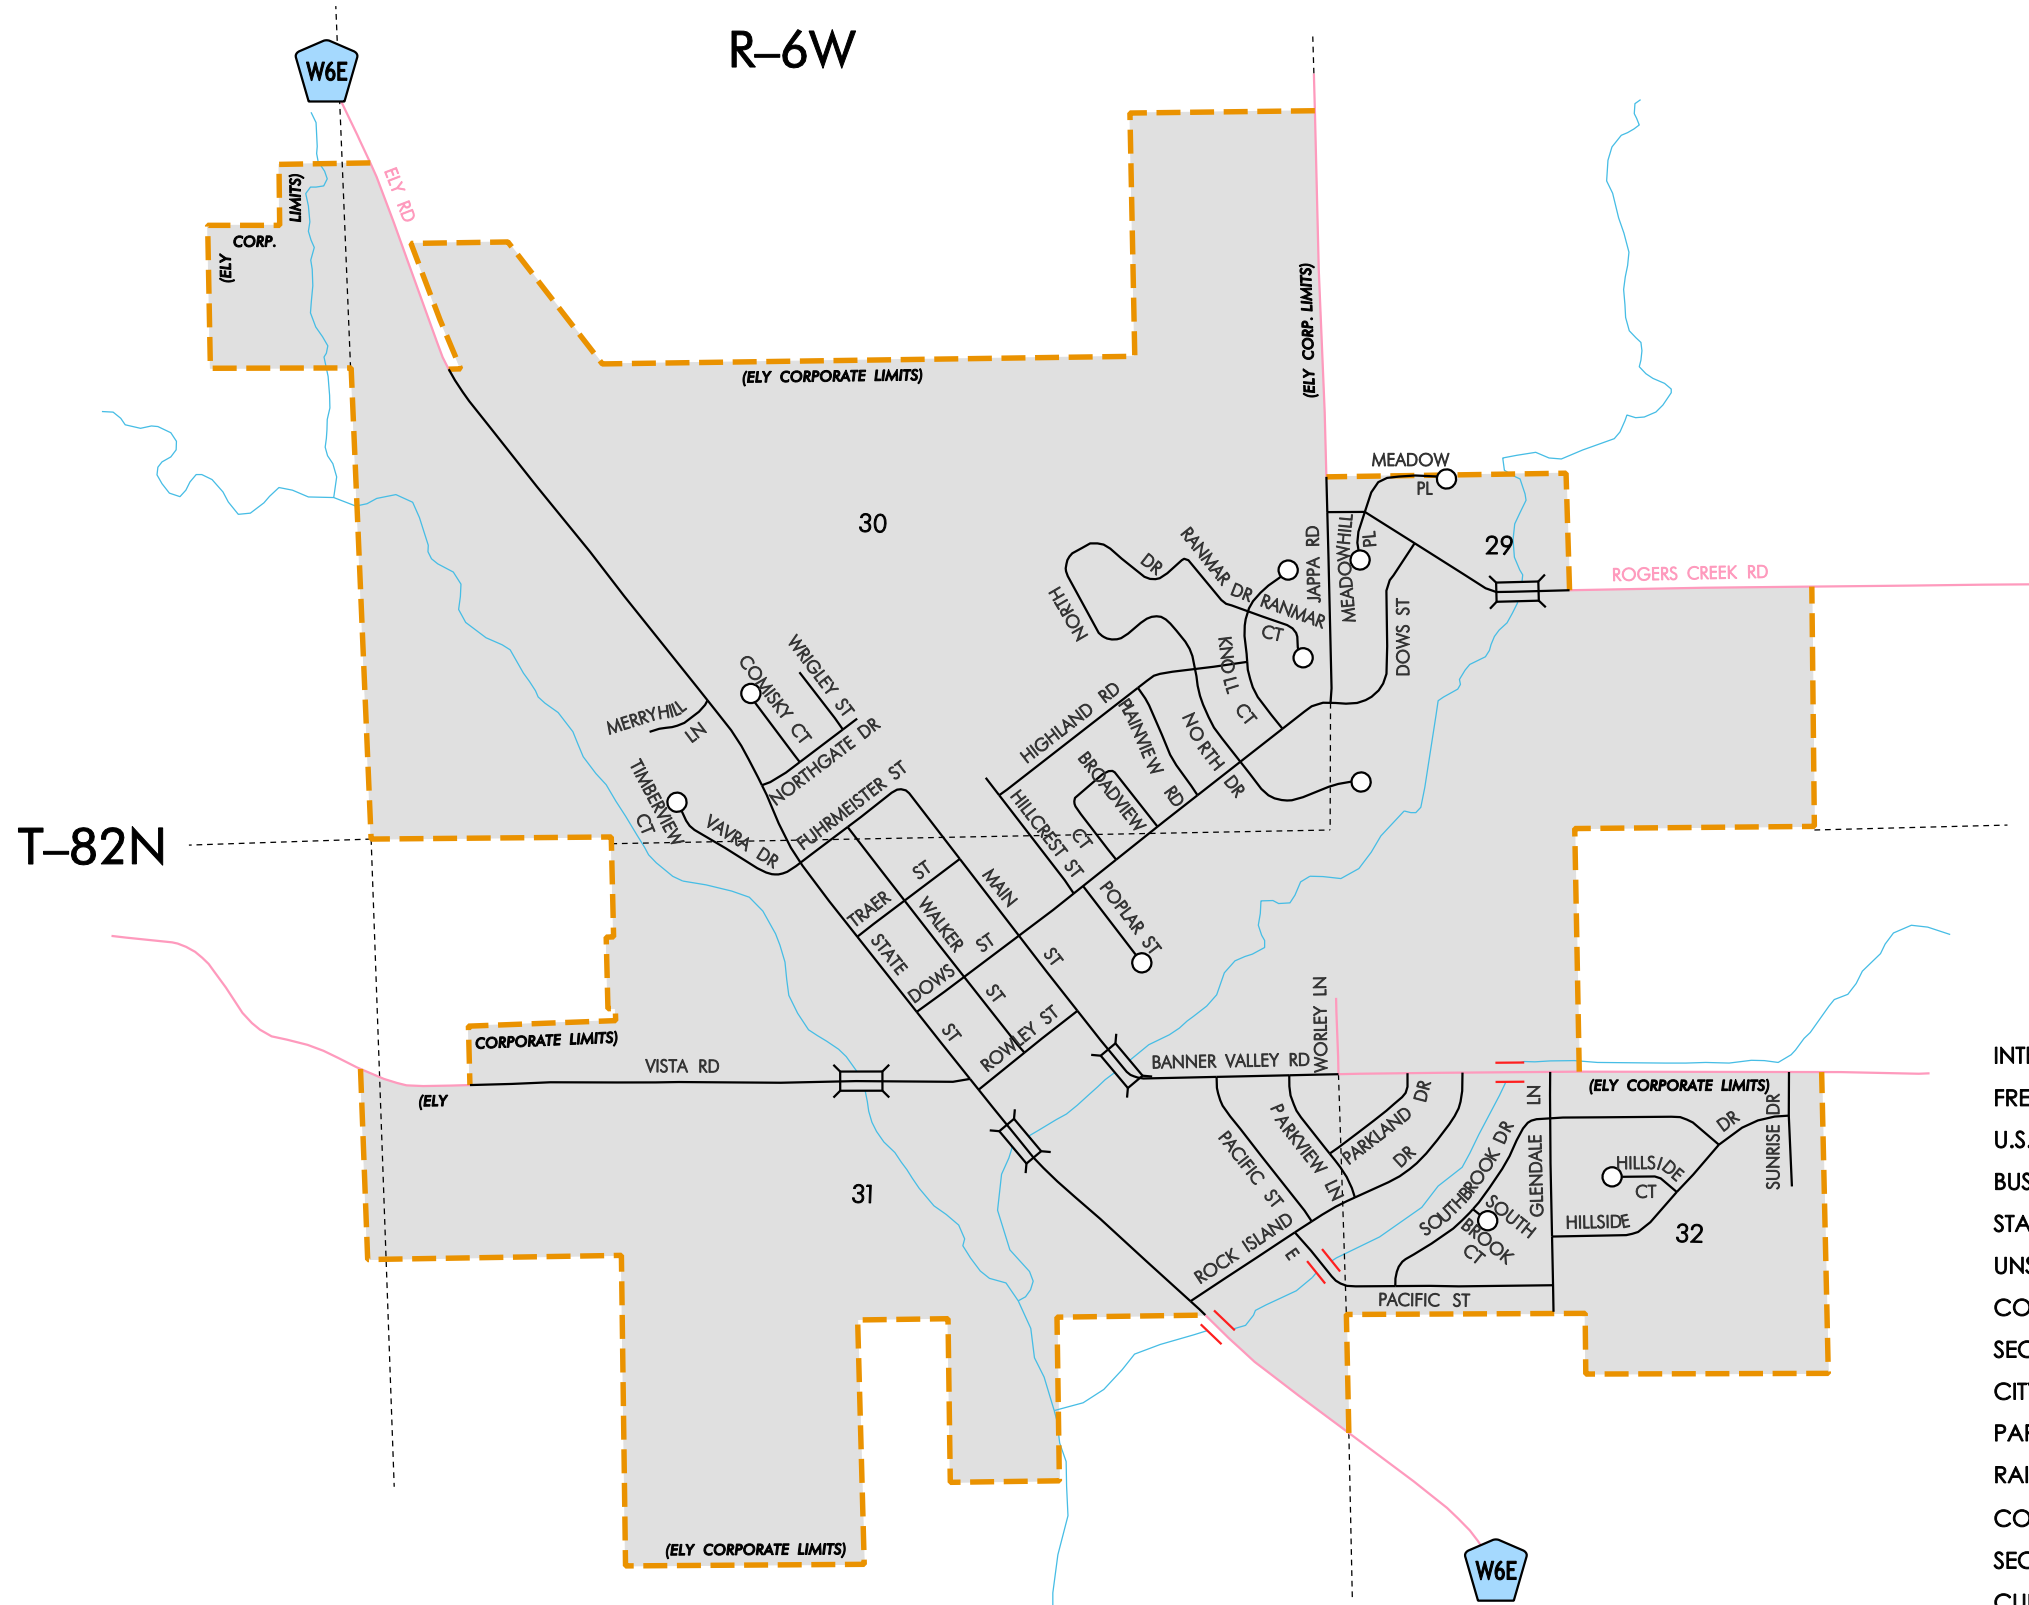 R–6W
W6E
ELY RD
(ELY
CORP.
LIMITS)
(ELY CORP. LIMITS)
(ELY CORPORATE LIMITS)
MEADOW
PL
30
29
JAPPA RD
MEADOWHILL
PL
ROGERS CREEK RD
RANMAR DR
RANMAR
CT
NORTH
DR
DOWS ST
KNOLL CT
HIGHLAND RD
PLAINVIEW RD
NORTH DR
BROADVIEW
CT
HILLCREST ST
POPLAR ST
WRIGLEY ST
COMISKY CT
NORTHGATE DR
MERRYHILL
LN
TIMBERVIEW
CT
VAVRA DR
FUHRMEISTER ST
T–82N
TRAER ST
MAIN ST
WALKER ST
STATE ST
DOWS ST
ROWLEY ST
CORPORATE LIMITS)
(ELY
VISTA RD
BANNER VALLEY RD
WORLEY LN
(ELY CORPORATE LIMITS)
PACIFIC ST
PARKVIEW LN
PARKLAND DR
ROCK ISLAND DR
E PACIFIC ST
SOUTHBROOK DR
SOUTH
BROOK
CT
GLENDALE LN
HILLSIDE
CT
HILLSIDE DR
SUNRISE DR
31
32
(ELY CORPORATE LIMITS)
W6E